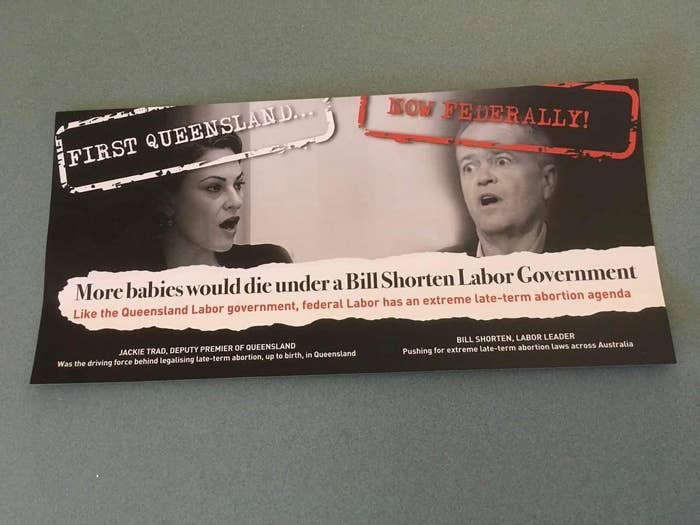 FIRST QUEENSLAND...
NOW FEDERALLY!
More babies would die under a Bill Shorten Labor Government
Like the Queensland Labor government, federal Labor has an extreme late-term abortion agenda
JACKIE TRAD, DEPUTY PREMIER OF QUEENSLAND
Was the driving force behind legalising late-term abortion, up to birth, in Queensland
BILL SHORTEN, LABOR LEADER
Pushing for extreme late-term abortion laws across Australia